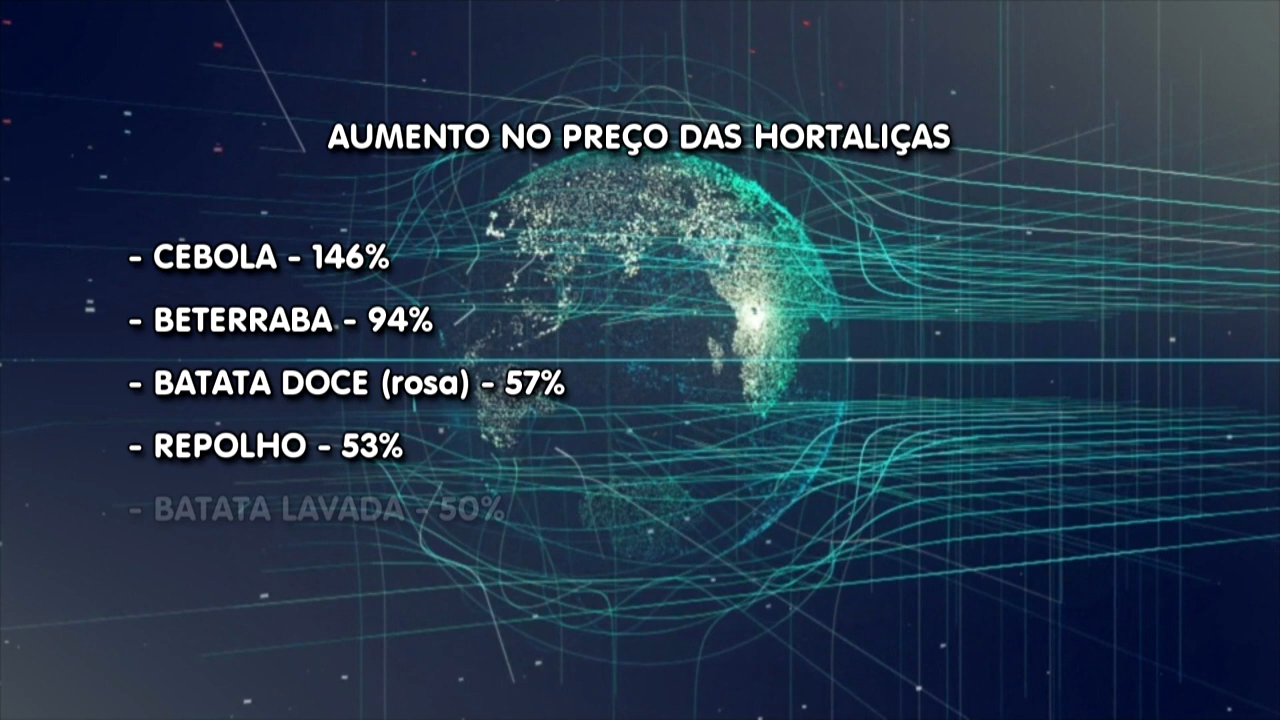 AUMENTO NO PREÇO DAS HORTALIÇAS
- CEBOLA - 146%
- BETERRABA - 94%
- BATATA DOCE (rosa) - 57%
- REPOLHO - 53%
- BATATA LAVADA - 50%